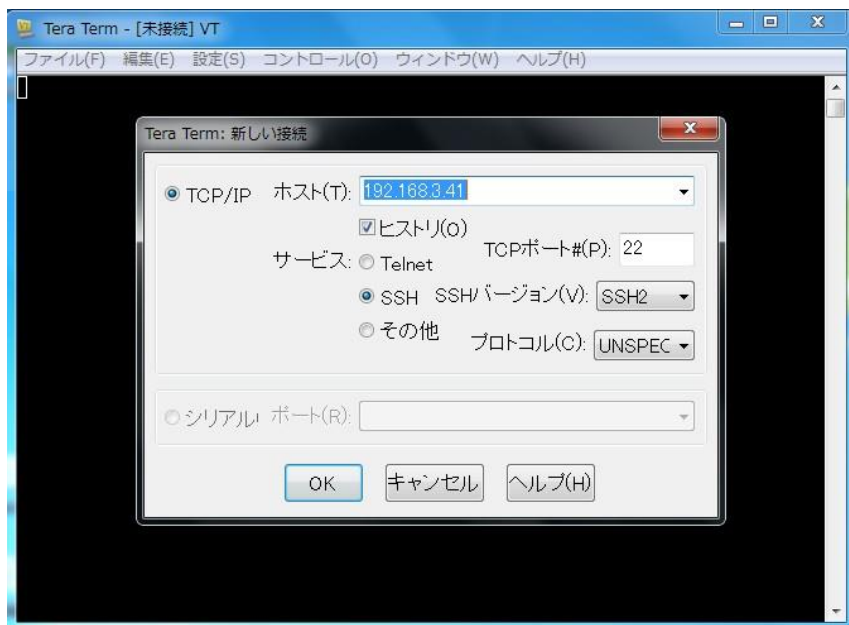 Tera Term - [未接続] VT
ファイル(F) 編集(E) 設定(S) コントロール(O) ウィンドウ(W) ヘルプ(H)
Tera Term: 新しい接続
TCP/IP ホスト(T): 192.168.3.41
ヒストリ(O)
サービス: Telnet TCPポート#(P): 22
SSH SSHバージョン(V): SSH2
その他 プロトコル(C): UNSPEC
シリアル ポート(R):
OK キャンセル ヘルプ(H)